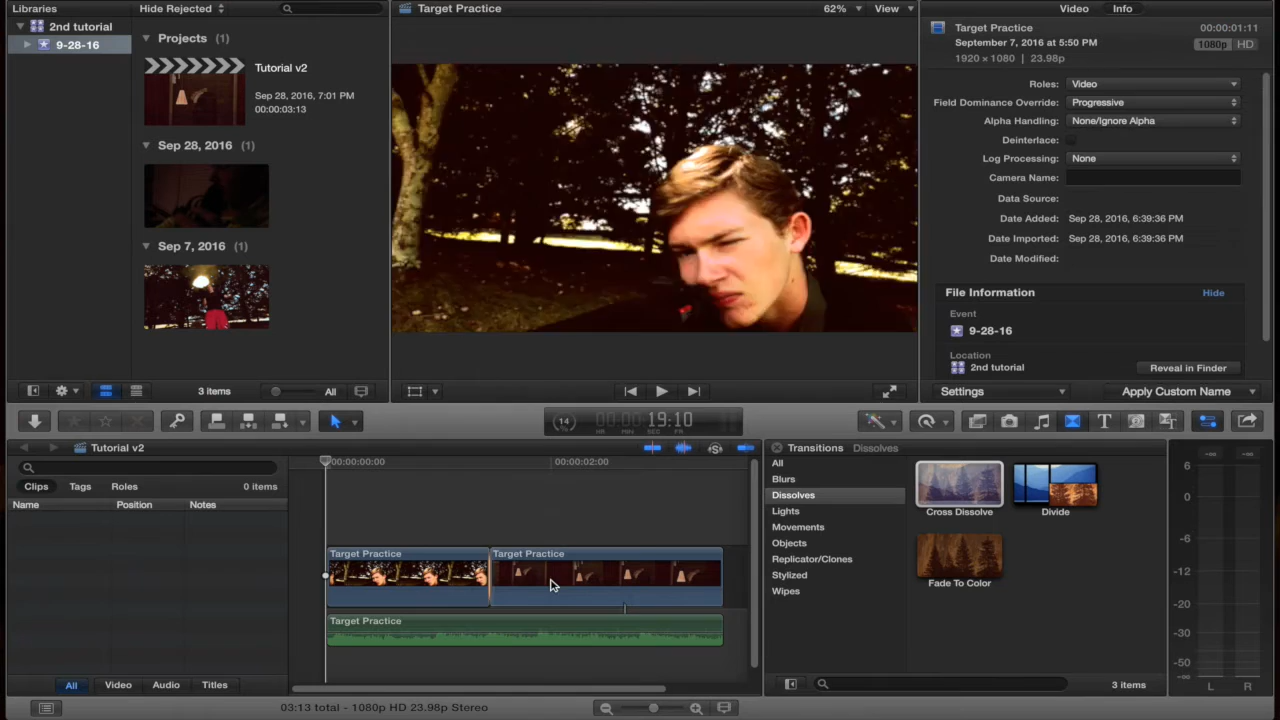 Libraries
Hide Rejected
Target Practice
62%
View
Video
Info
2nd tutorial
9-28-16
Projects (1)
Tutorial v2
Sep 28, 2016, 7:01 PM
00:00:03:13
Sep 28, 2016 (1)
Sep 7, 2016 (1)
3 items
All
Target Practice
00:00:01:11
September 7, 2016 at 5:50 PM
1080p HD
1920 × 1080 | 23.98p
Roles: Video
Field Dominance Override: Progressive
Alpha Handling: None/Ignore Alpha
Deinterlace:
Log Processing: None
Camera Name:
Data Source:
Date Added: Sep 28, 2016, 6:39:36 PM
Date Imported: Sep 28, 2016, 6:39:36 PM
Date Modified:
File Information
Hide
Event
9-28-16
Location
2nd tutorial
Reveal in Finder
Settings
Apply Custom Name
14
00:00:19:10
HR MIN SEC FR
Tutorial v2
Clips
Tags
Roles
0 items
Name
Position
Notes
00:00:00:00
00:00:02:00
Target Practice
Target Practice
Target Practice
All
Video
Audio
Titles
Transitions
Dissolves
All
Blurs
Dissolves
Lights
Movements
Objects
Replicator/Clones
Stylized
Wipes
Cross Dissolve
Divide
Fade To Color
3 items
-∞ -∞
6
0
-6
-12
-20
-30
-50
-∞
L R
03:13 total - 1080p HD 23.98p Stereo